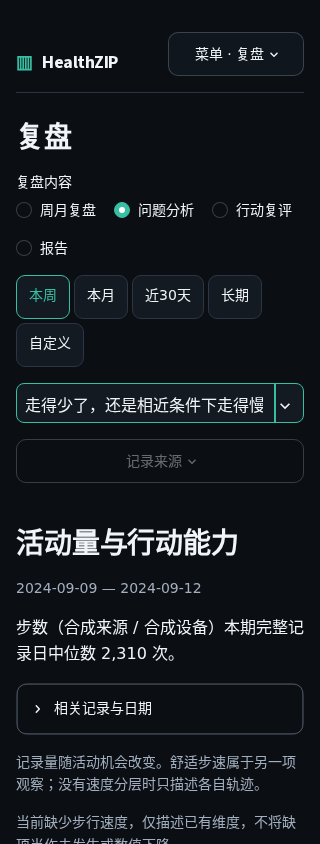 HealthZIP
菜单 · 复盘
复盘
复盘内容
周月复盘
问题分析
行动复评
报告
本周
本月
近30天
长期
自定义
走得少了，还是相近条件下走得慢
记录来源
活动量与行动能力
2024-09-09 — 2024-09-12
步数（合成来源 / 合成设备）本期完整记
录日中位数 2,310 次。
相关记录与日期
记录量随活动机会改变。舒适步速属于另一项
观察；没有速度分层时只描述各自轨迹。
当前缺少步行速度，仅描述已有维度，不将缺